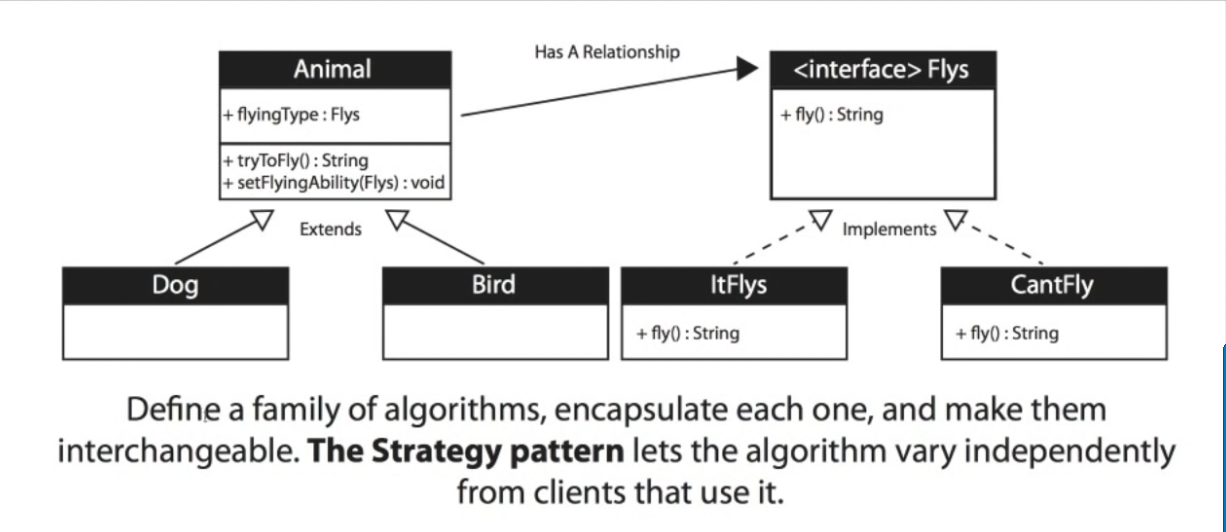 Has A Relationship
Animal
+ flyingType : Flys
+ tryToFly() : String
+ setFlyingAbility(Flys) : void
<interface> Flys
+ fly() : String
Extends
Implements
Dog
Bird
ItFlys
+ fly() : String
CantFly
+ fly() : String
Define a family of algorithms, encapsulate each one, and make them
interchangeable. The Strategy pattern lets the algorithm vary independently
from clients that use it.